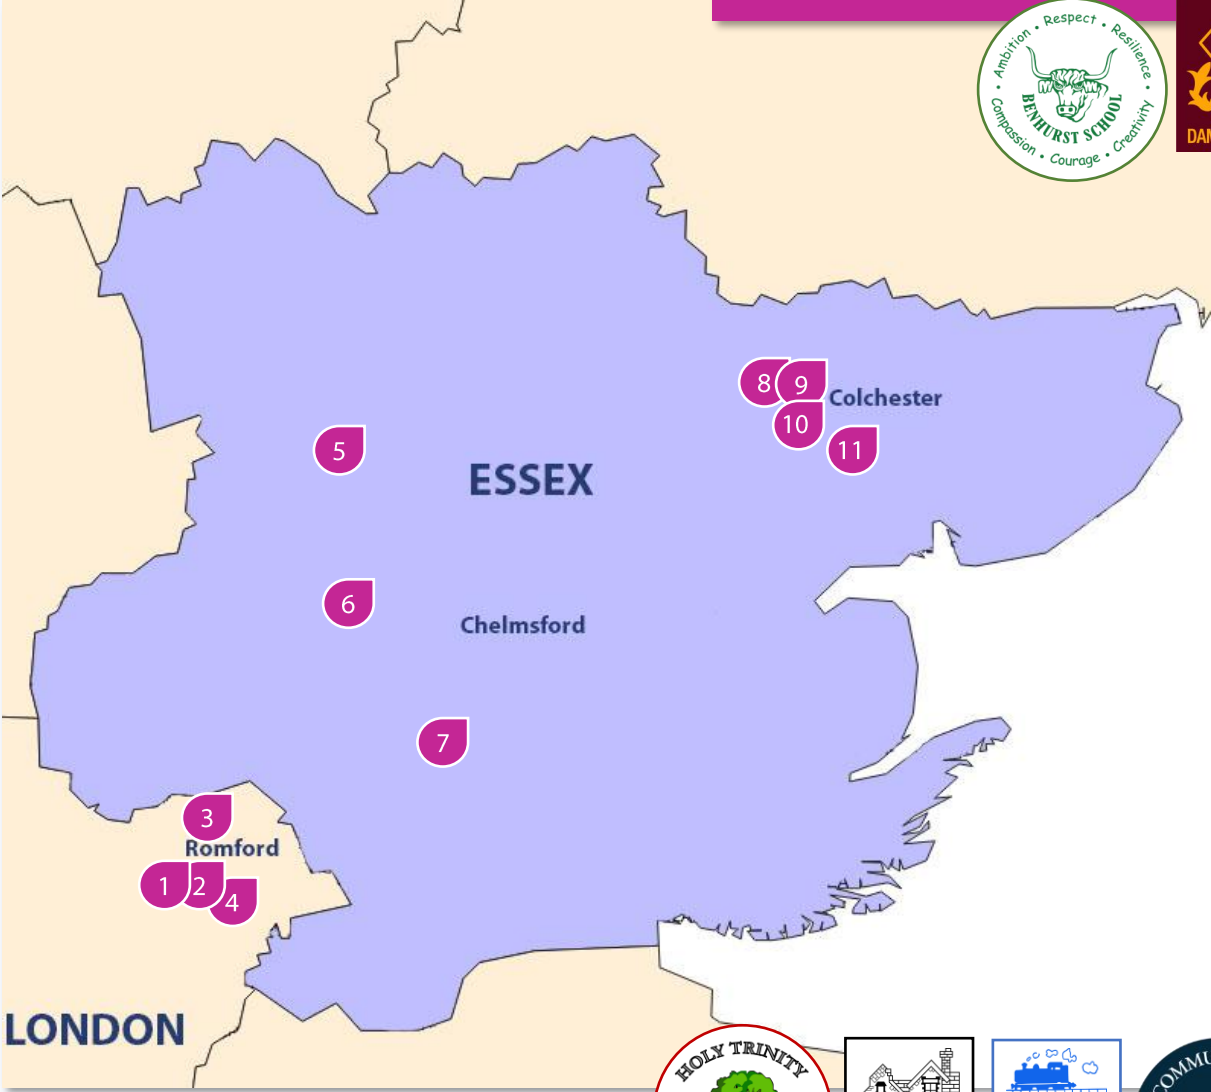 Ambition • Respect • Resilience •
Compassion • Courage • Creativity
BENHURST SCHOOL
8
9
Colchester
10
11
5
ESSEX
6
Chelmsford
7
3
Romford
1
2
4
LONDON
HOLY TRINITY